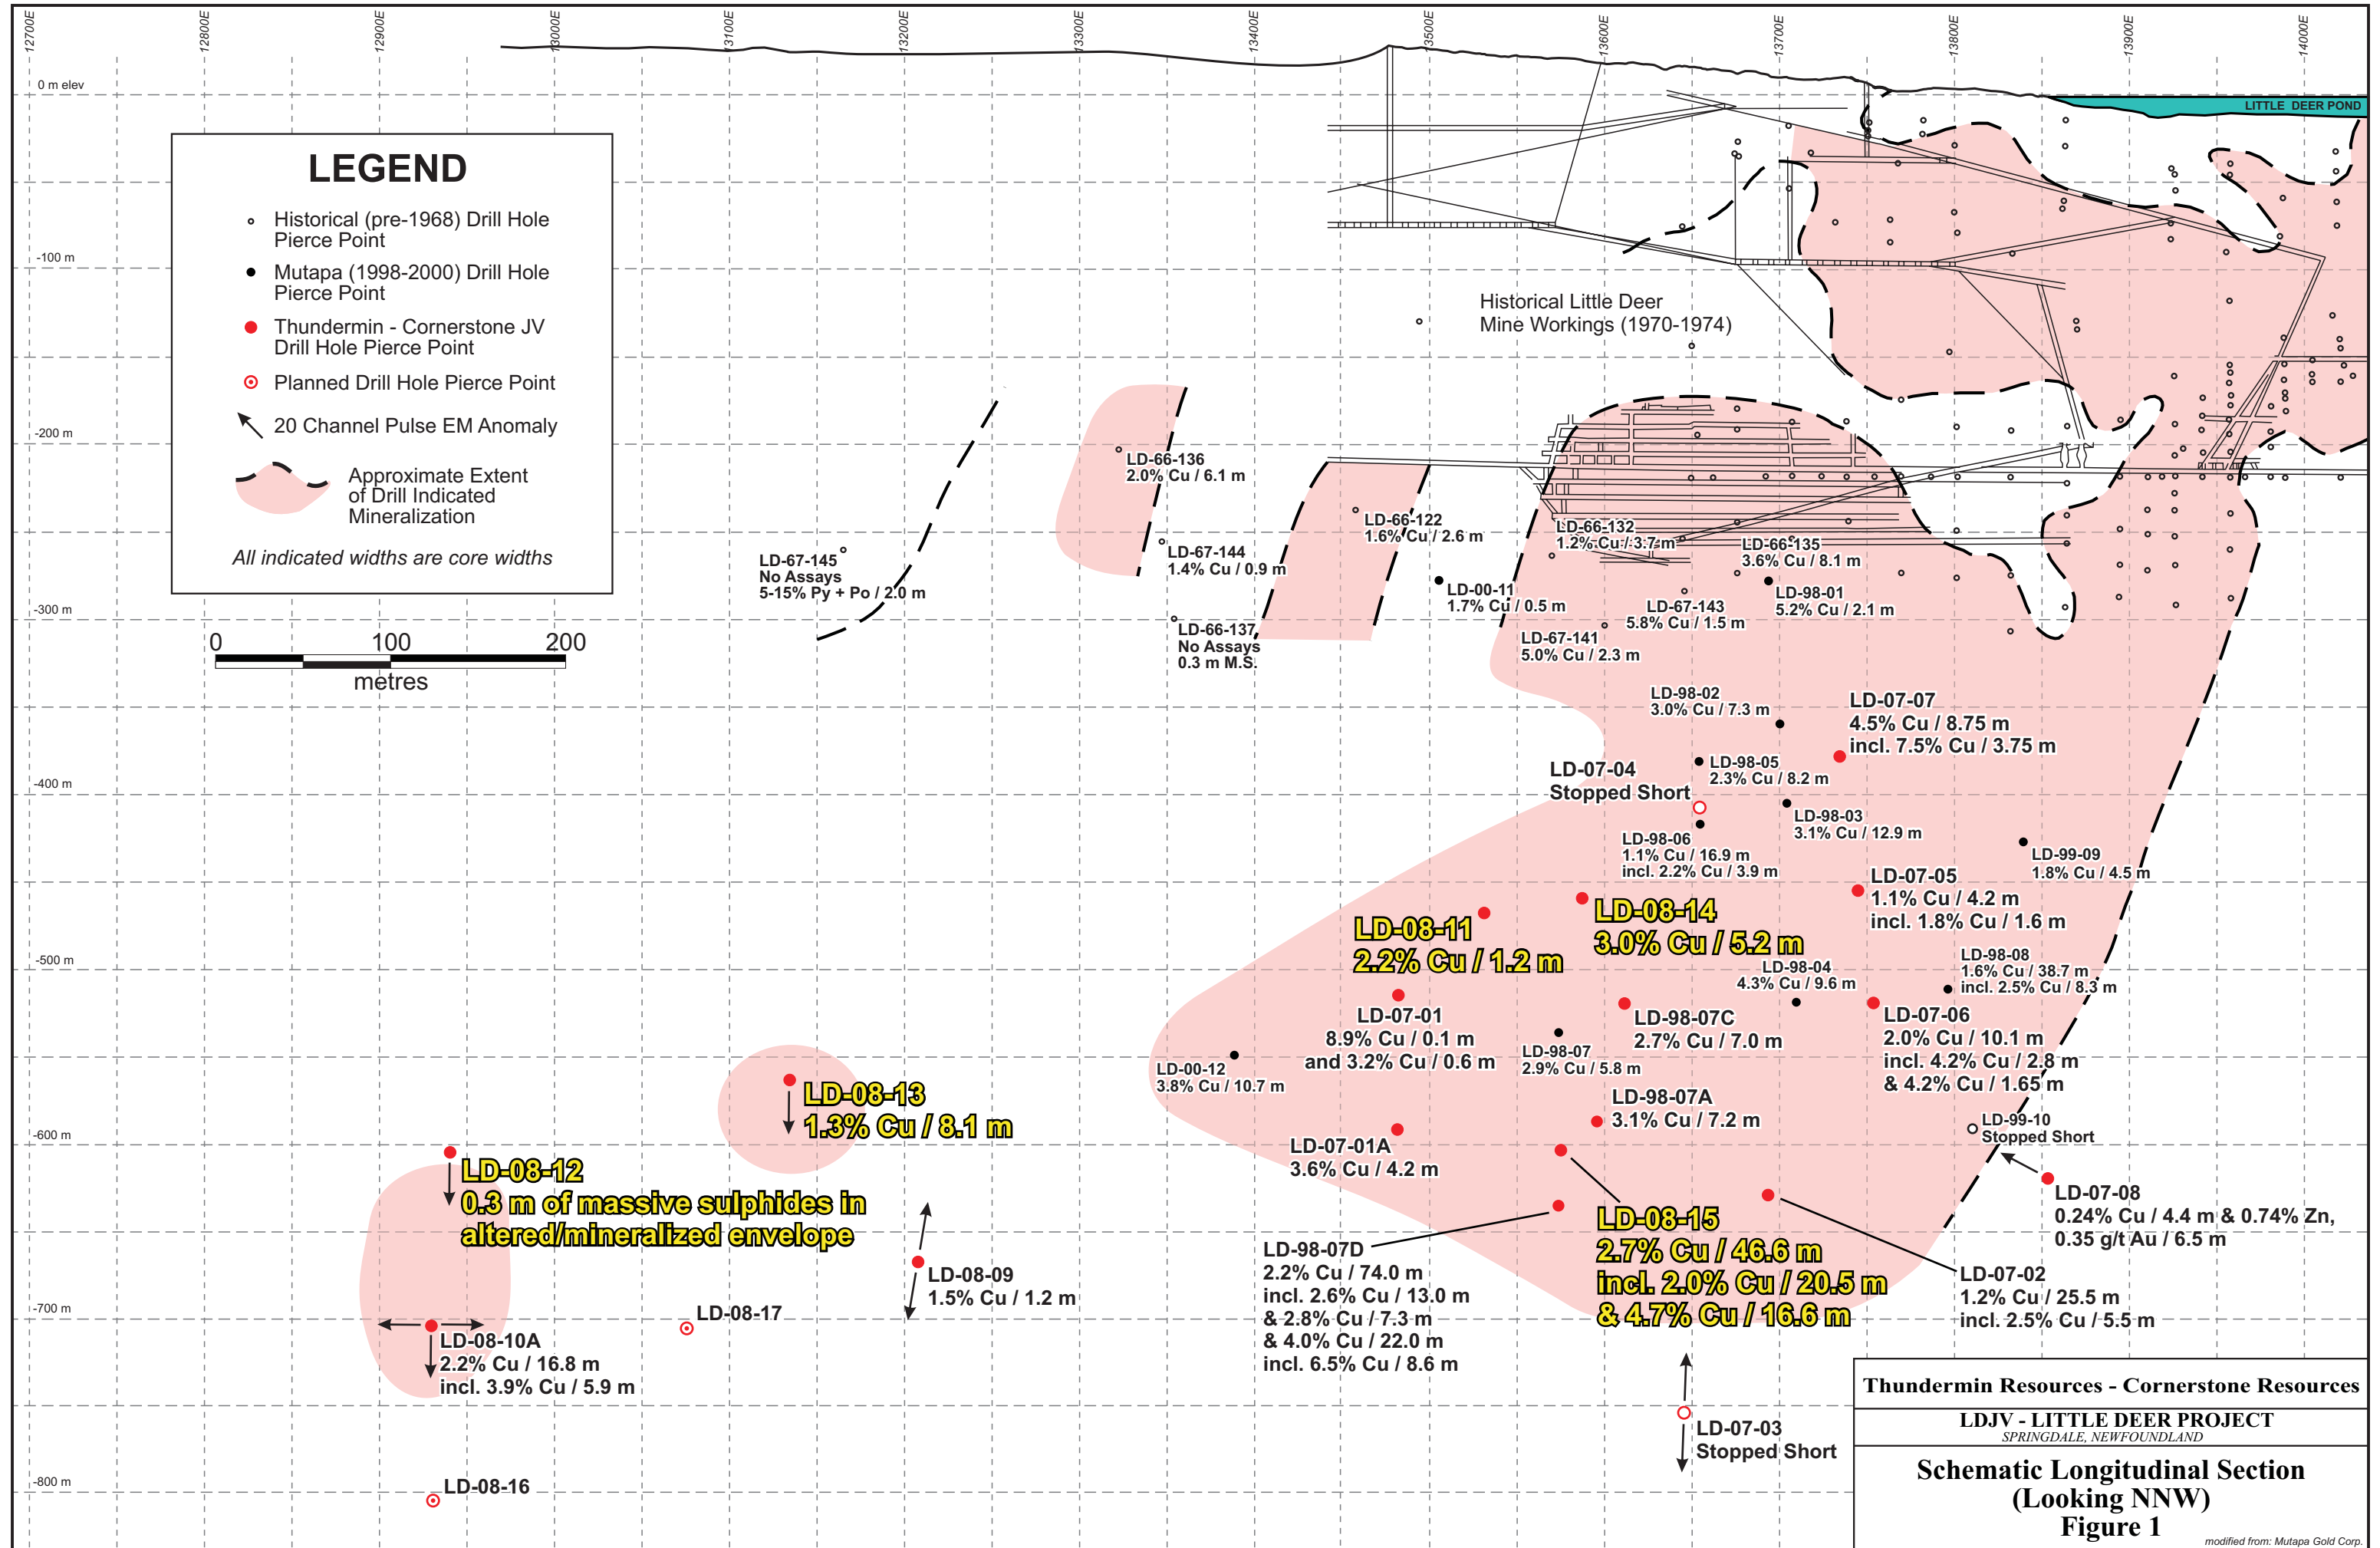 12700E
12800E
12900E
13000E
13100E
13200E
13300E
13400E
13500E
13600E
13700E
13800E
13900E
14000E
0 m elev
LITTLE DEER POND
LEGEND
Historical (pre-1968) Drill Hole
Pierce Point
Mutapa (1998-2000) Drill Hole
Pierce Point
Thundermin - Cornerstone JV
Drill Hole Pierce Point
Planned Drill Hole Pierce Point
20 Channel Pulse EM Anomaly
Approximate Extent
of Drill Indicated
Mineralization
All indicated widths are core widths
0 100 200
metres
-100 m
-200 m
-300 m
-400 m
-500 m
-600 m
-700 m
-800 m
Historical Little Deer
Mine Workings (1970-1974)
LD-66-136
2.0% Cu / 6.1 m
LD-66-122
1.6% Cu / 2.6 m
LD-66-132
1.2% Cu / 3.7 m
LD-66-135
3.6% Cu / 8.1 m
LD-67-145
No Assays
5-15% Py + Po / 2.0 m
LD-67-144
1.4% Cu / 0.9 m
LD-00-11
1.7% Cu / 0.5 m
LD-67-143
5.8% Cu / 1.5 m
LD-98-01
5.2% Cu / 2.1 m
LD-66-137
No Assays
0.3 m M.S.
LD-67-141
5.0% Cu / 2.3 m
LD-98-02
3.0% Cu / 7.3 m
LD-07-07
4.5% Cu / 8.75 m
incl. 7.5% Cu / 3.75 m
LD-07-04
Stopped Short
LD-98-05
2.3% Cu / 8.2 m
LD-98-03
3.1% Cu / 12.9 m
LD-98-06
1.1% Cu / 16.9 m
incl. 2.2% Cu / 3.9 m
LD-99-09
1.8% Cu / 4.5 m
LD-07-05
1.1% Cu / 4.2 m
incl. 1.8% Cu / 1.6 m
LD-08-11
2.2% Cu / 1.2 m
LD-08-14
3.0% Cu / 5.2 m
LD-98-04
4.3% Cu / 9.6 m
LD-98-08
1.6% Cu / 38.7 m
incl. 2.5% Cu / 8.3 m
LD-07-01
8.9% Cu / 0.1 m
and 3.2% Cu / 0.6 m
LD-98-07C
2.7% Cu / 7.0 m
LD-07-06
2.0% Cu / 10.1 m
incl. 4.2% Cu / 2.8 m
& 4.2% Cu / 1.65 m
LD-00-12
3.8% Cu / 10.7 m
LD-98-07
2.9% Cu / 5.8 m
LD-08-13
1.3% Cu / 8.1 m
LD-98-07A
3.1% Cu / 7.2 m
LD-99-10
Stopped Short
LD-07-01A
3.6% Cu / 4.2 m
LD-08-12
0.3 m of massive sulphides in
altered/mineralized envelope
LD-07-08
0.24% Cu / 4.4 m & 0.74% Zn,
0.35 g/t Au / 6.5 m
LD-08-15
2.7% Cu / 46.6 m
incl. 2.0% Cu / 20.5 m
& 4.7% Cu / 16.6 m
LD-98-07D
2.2% Cu / 74.0 m
incl. 2.6% Cu / 13.0 m
& 2.8% Cu / 7.3 m
& 4.0% Cu / 22.0 m
incl. 6.5% Cu / 8.6 m
LD-08-09
1.5% Cu / 1.2 m
LD-07-02
1.2% Cu / 25.5 m
incl. 2.5% Cu / 5.5 m
LD-08-17
LD-08-10A
2.2% Cu / 16.8 m
incl. 3.9% Cu / 5.9 m
LD-07-03
Stopped Short
LD-08-16
Thundermin Resources - Cornerstone Resources
LDJV - LITTLE DEER PROJECT
SPRINGDALE, NEWFOUNDLAND
Schematic Longitudinal Section
(Looking NNW)
Figure 1
modified from: Mutapa Gold Corp.